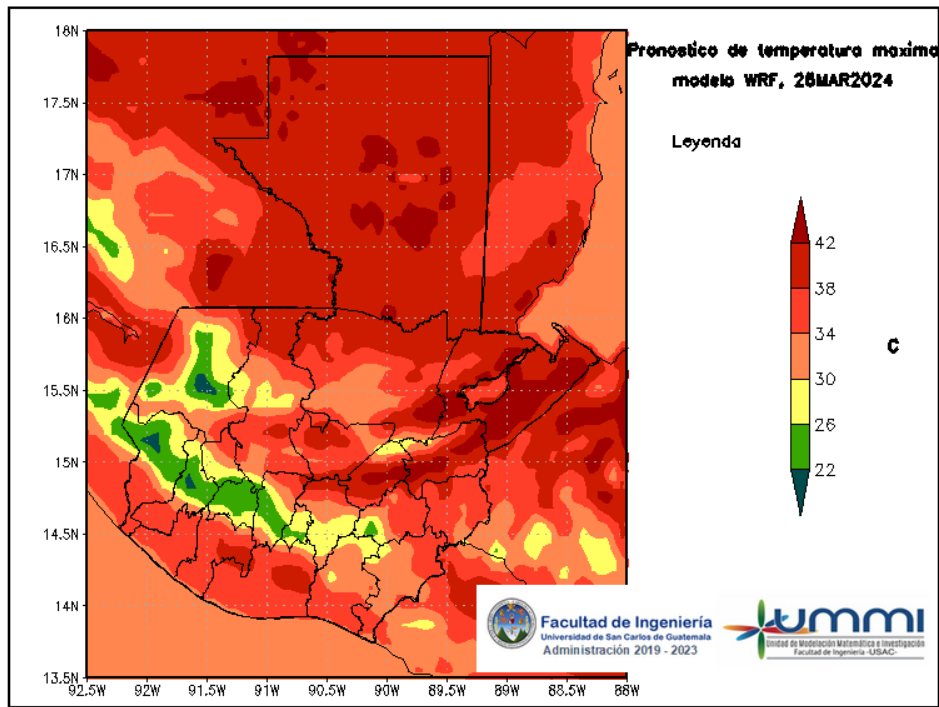 Pronostico de temperatura maxima
modelo WRF, 26MAR2024
Leyenda
42
38
34
30
26
22
C
18N
17.5N
17N
16.5N
16N
15.5N
15N
14.5N
14N
13.5N
92.5W
92W
91.5W
91W
90.5W
90W
89.5W
89W
88.5W
88W
Facultad de Ingeniería
Universidad de San Carlos de Guatemala
Administración 2019 - 2023
UMMI
Unidad de Modelación Matemática e Investigación
Facultad de Ingeniería -USAC-